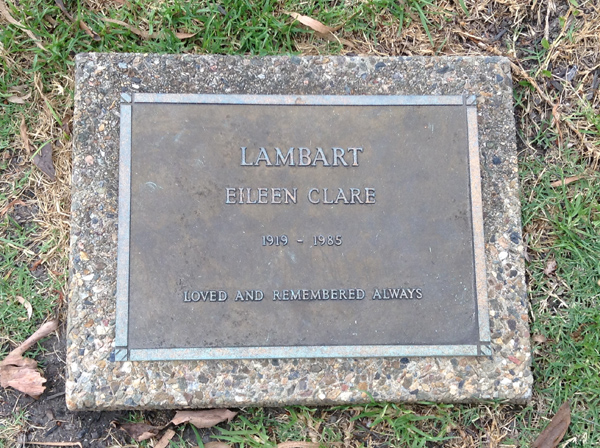 LAMBART
EILEEN CLARE
1919 - 1985
LOVED AND REMEMBERED ALWAYS